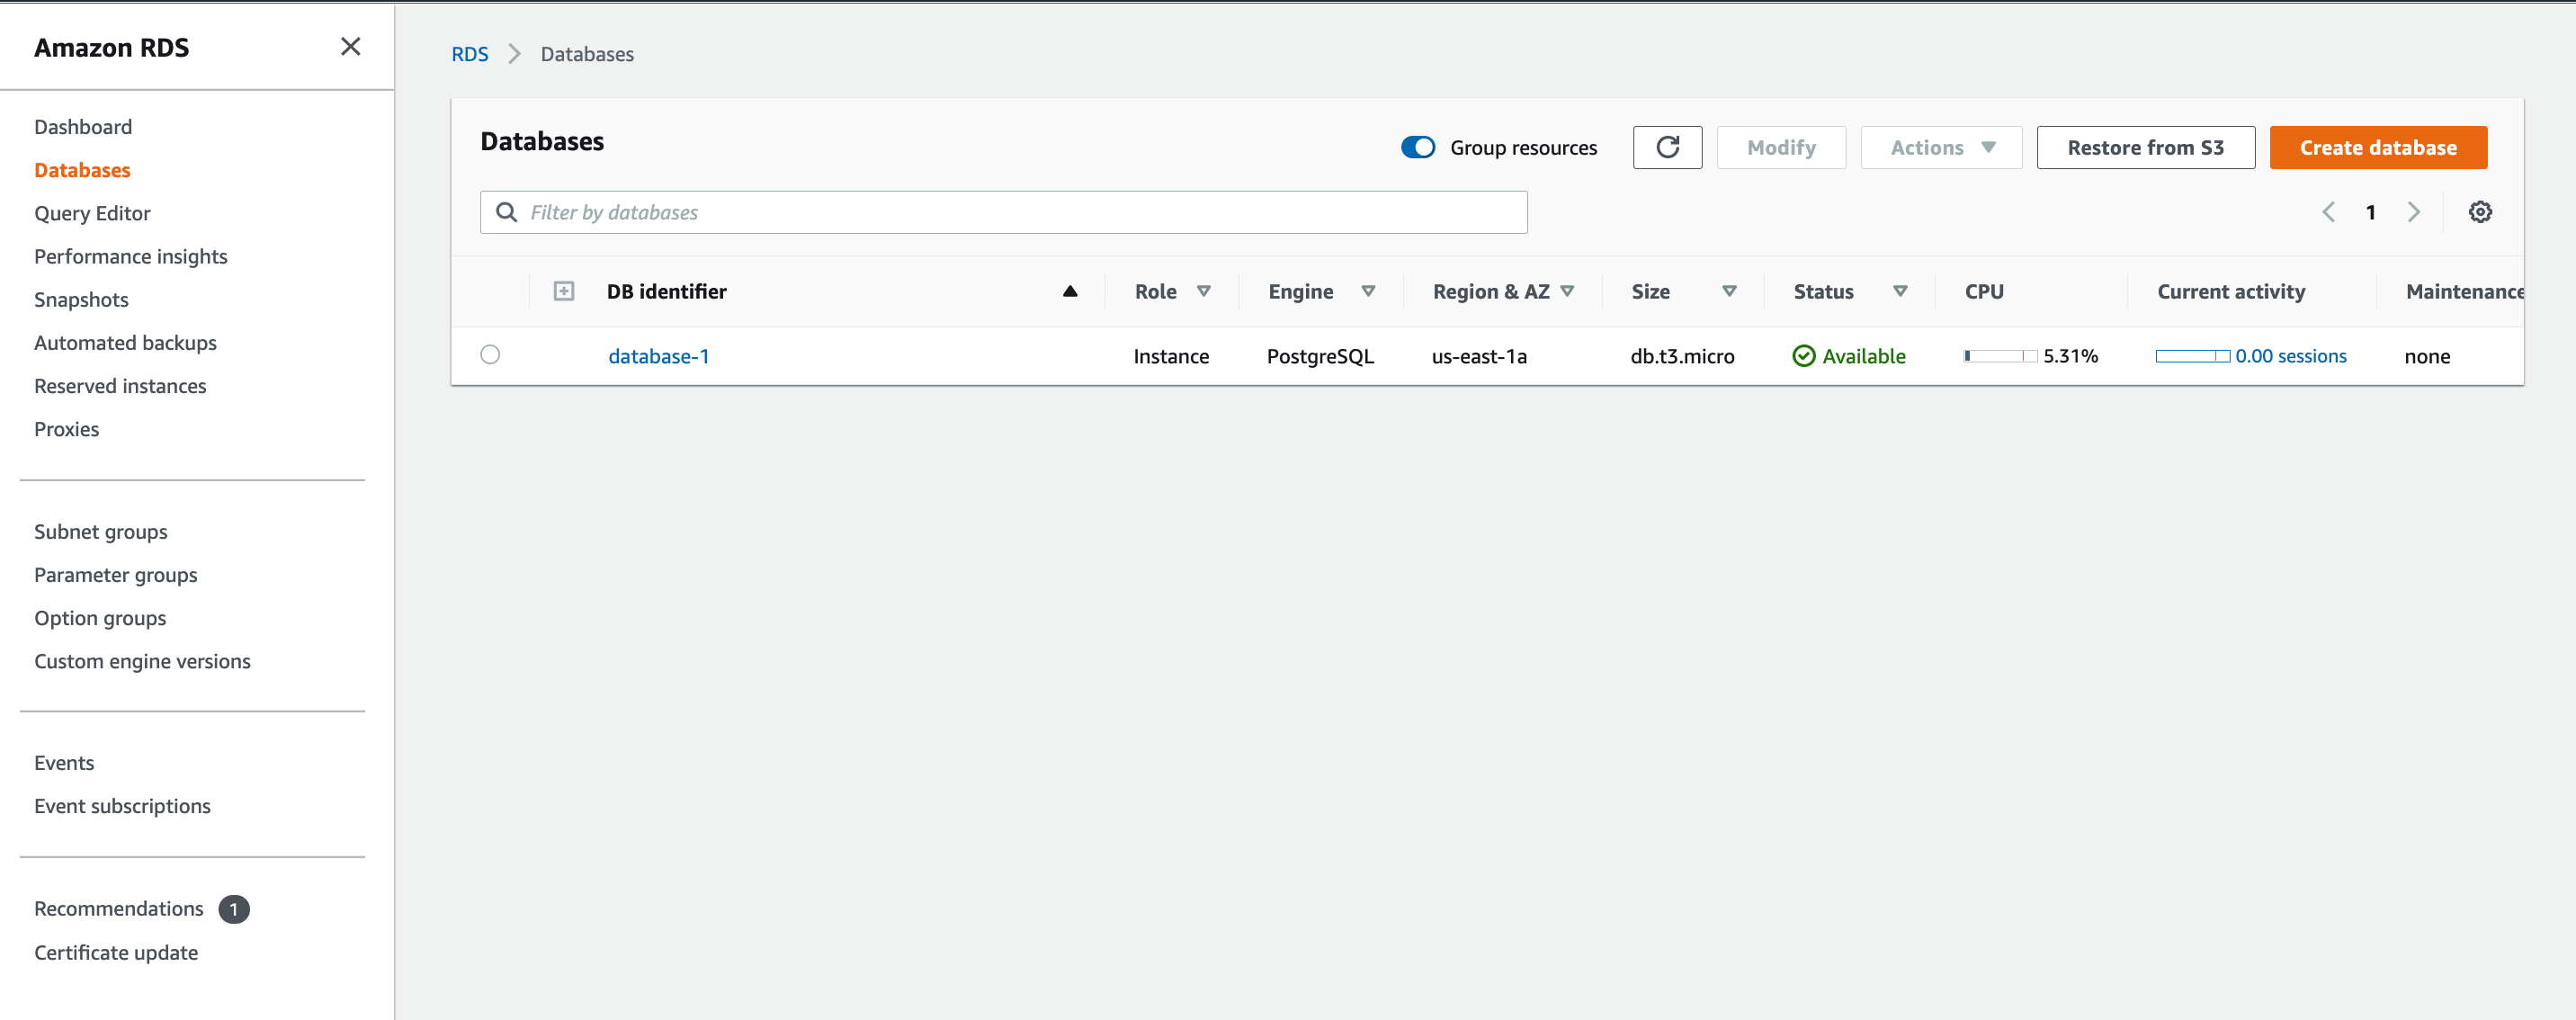 Amazon RDS
Dashboard
Databases
Query Editor
Performance insights
Snapshots
Automated backups
Reserved instances
Proxies
Subnet groups
Parameter groups
Option groups
Custom engine versions
Events
Event subscriptions
Recommendations 1
Certificate update
RDS Databases
Databases
Group resources Modify Actions Restore from S3 Create database
Filter by databases 1
DB identifier Role Engine Region & AZ Size Status CPU Current activity Maintenance
database-1 Instance PostgreSQL us-east-1a db.t3.micro Available 5.31% 0.00 sessions none